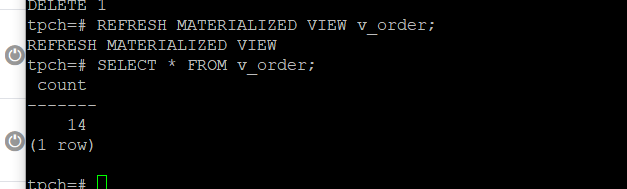 DELETE 1
tpch=# REFRESH MATERIALIZED VIEW v_order;
REFRESH MATERIALIZED VIEW
tpch=# SELECT * FROM v_order;
 count
-------
    14
(1 row)

tpch=#